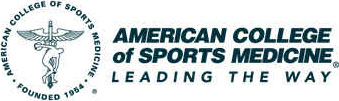 AMERICAN COLLEGE OF SPORTS MEDICINE
• FOUNDED 1954 •
®
AMERICAN COLLEGE
of SPORTS MEDICINE®
LEADING THE WAY